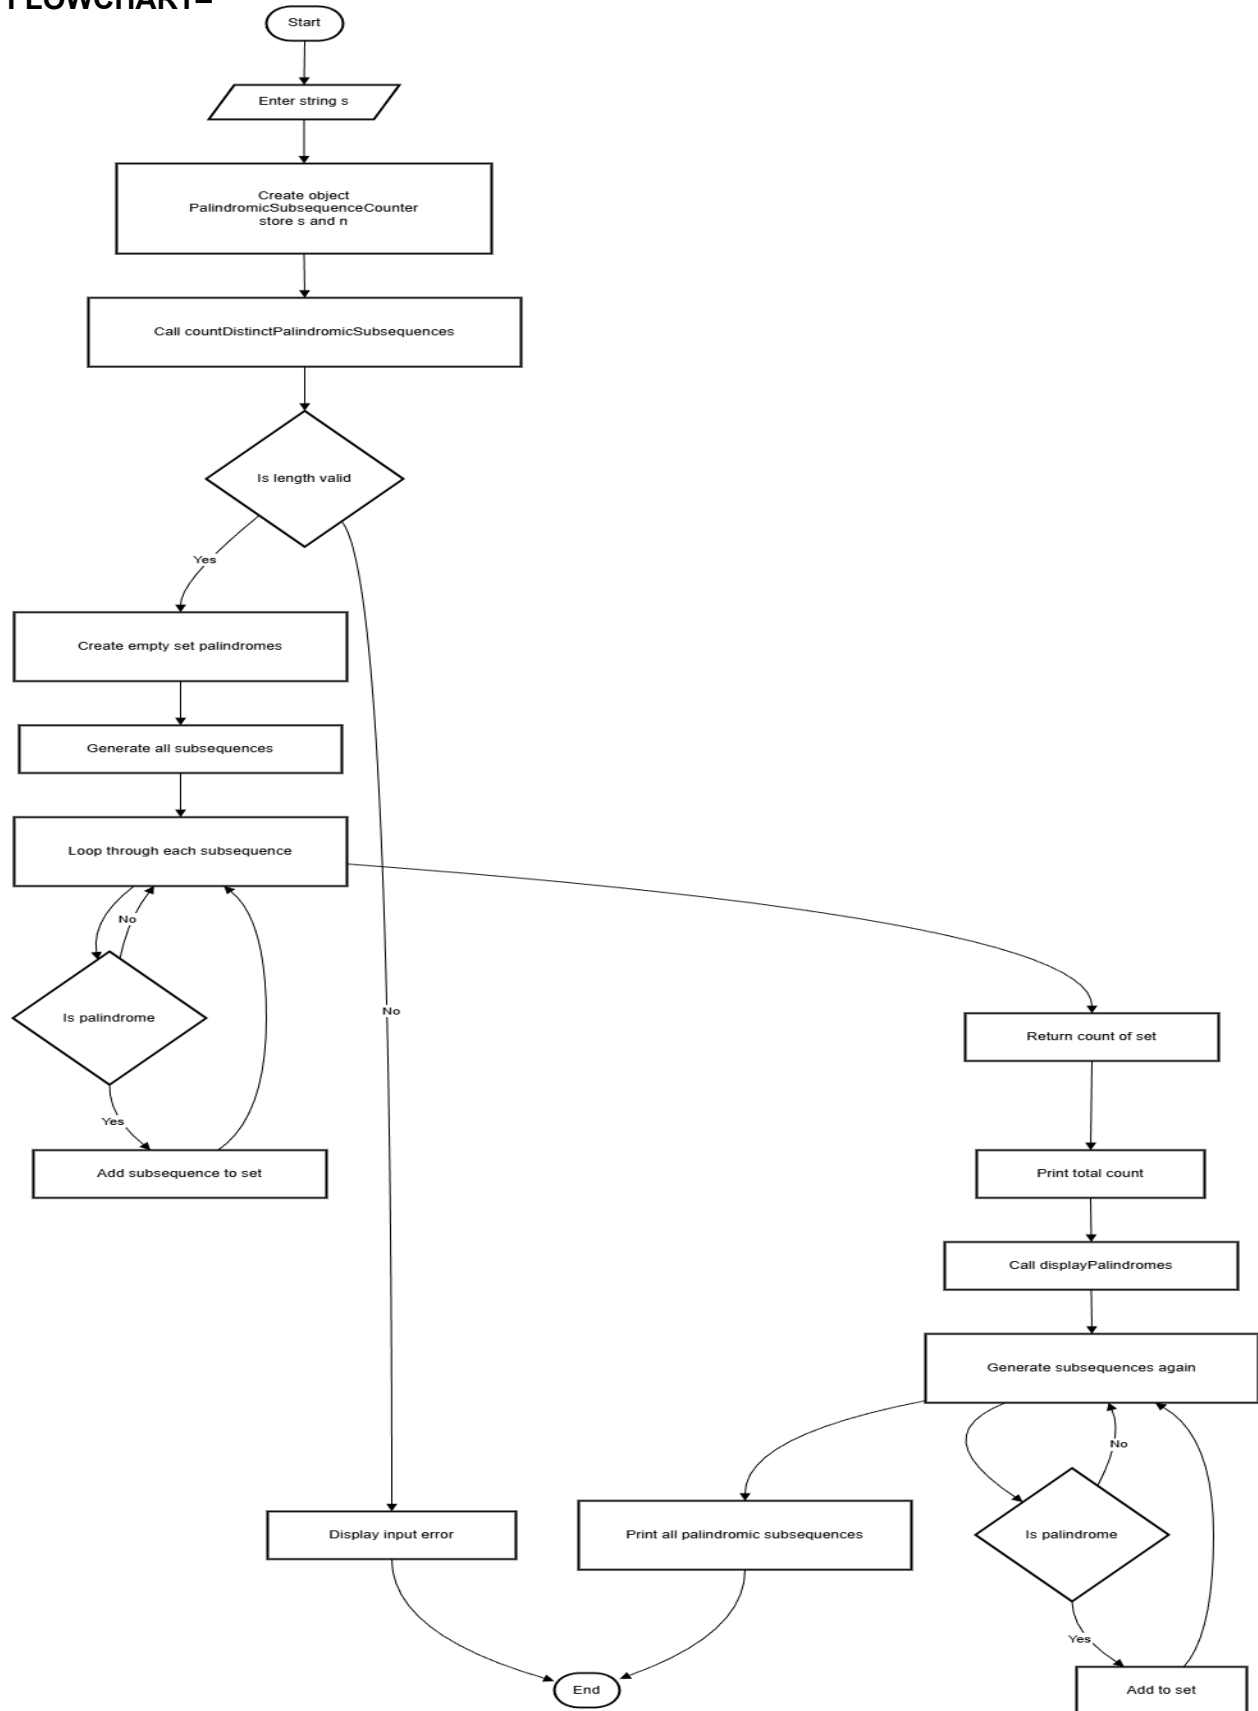 FLOWCHART=
Start
Enter string s
Create object
PalindromicSubsequenceCounter
store s and n
Call countDistinctPalindromicSubsequences
Is length valid
Yes
Create empty set palindromes
Generate all subsequences
Loop through each subsequence
No
Is palindrome
No
Return count of set
Yes
Add subsequence to set
Print total count
Call displayPalindromes
Generate subsequences again
No
Display input error
Print all palindromic subsequences
Is palindrome
Yes
End
Add to set